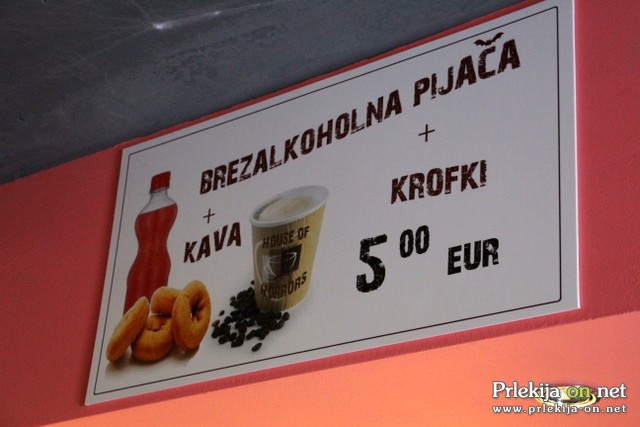 BREZALKOHOLNA PIJAČA
+ +
KAVA KROFKI
HOUSE OF
HORRORS
5 00 EUR
Prlekija-on.net
www.prlekija-on.net